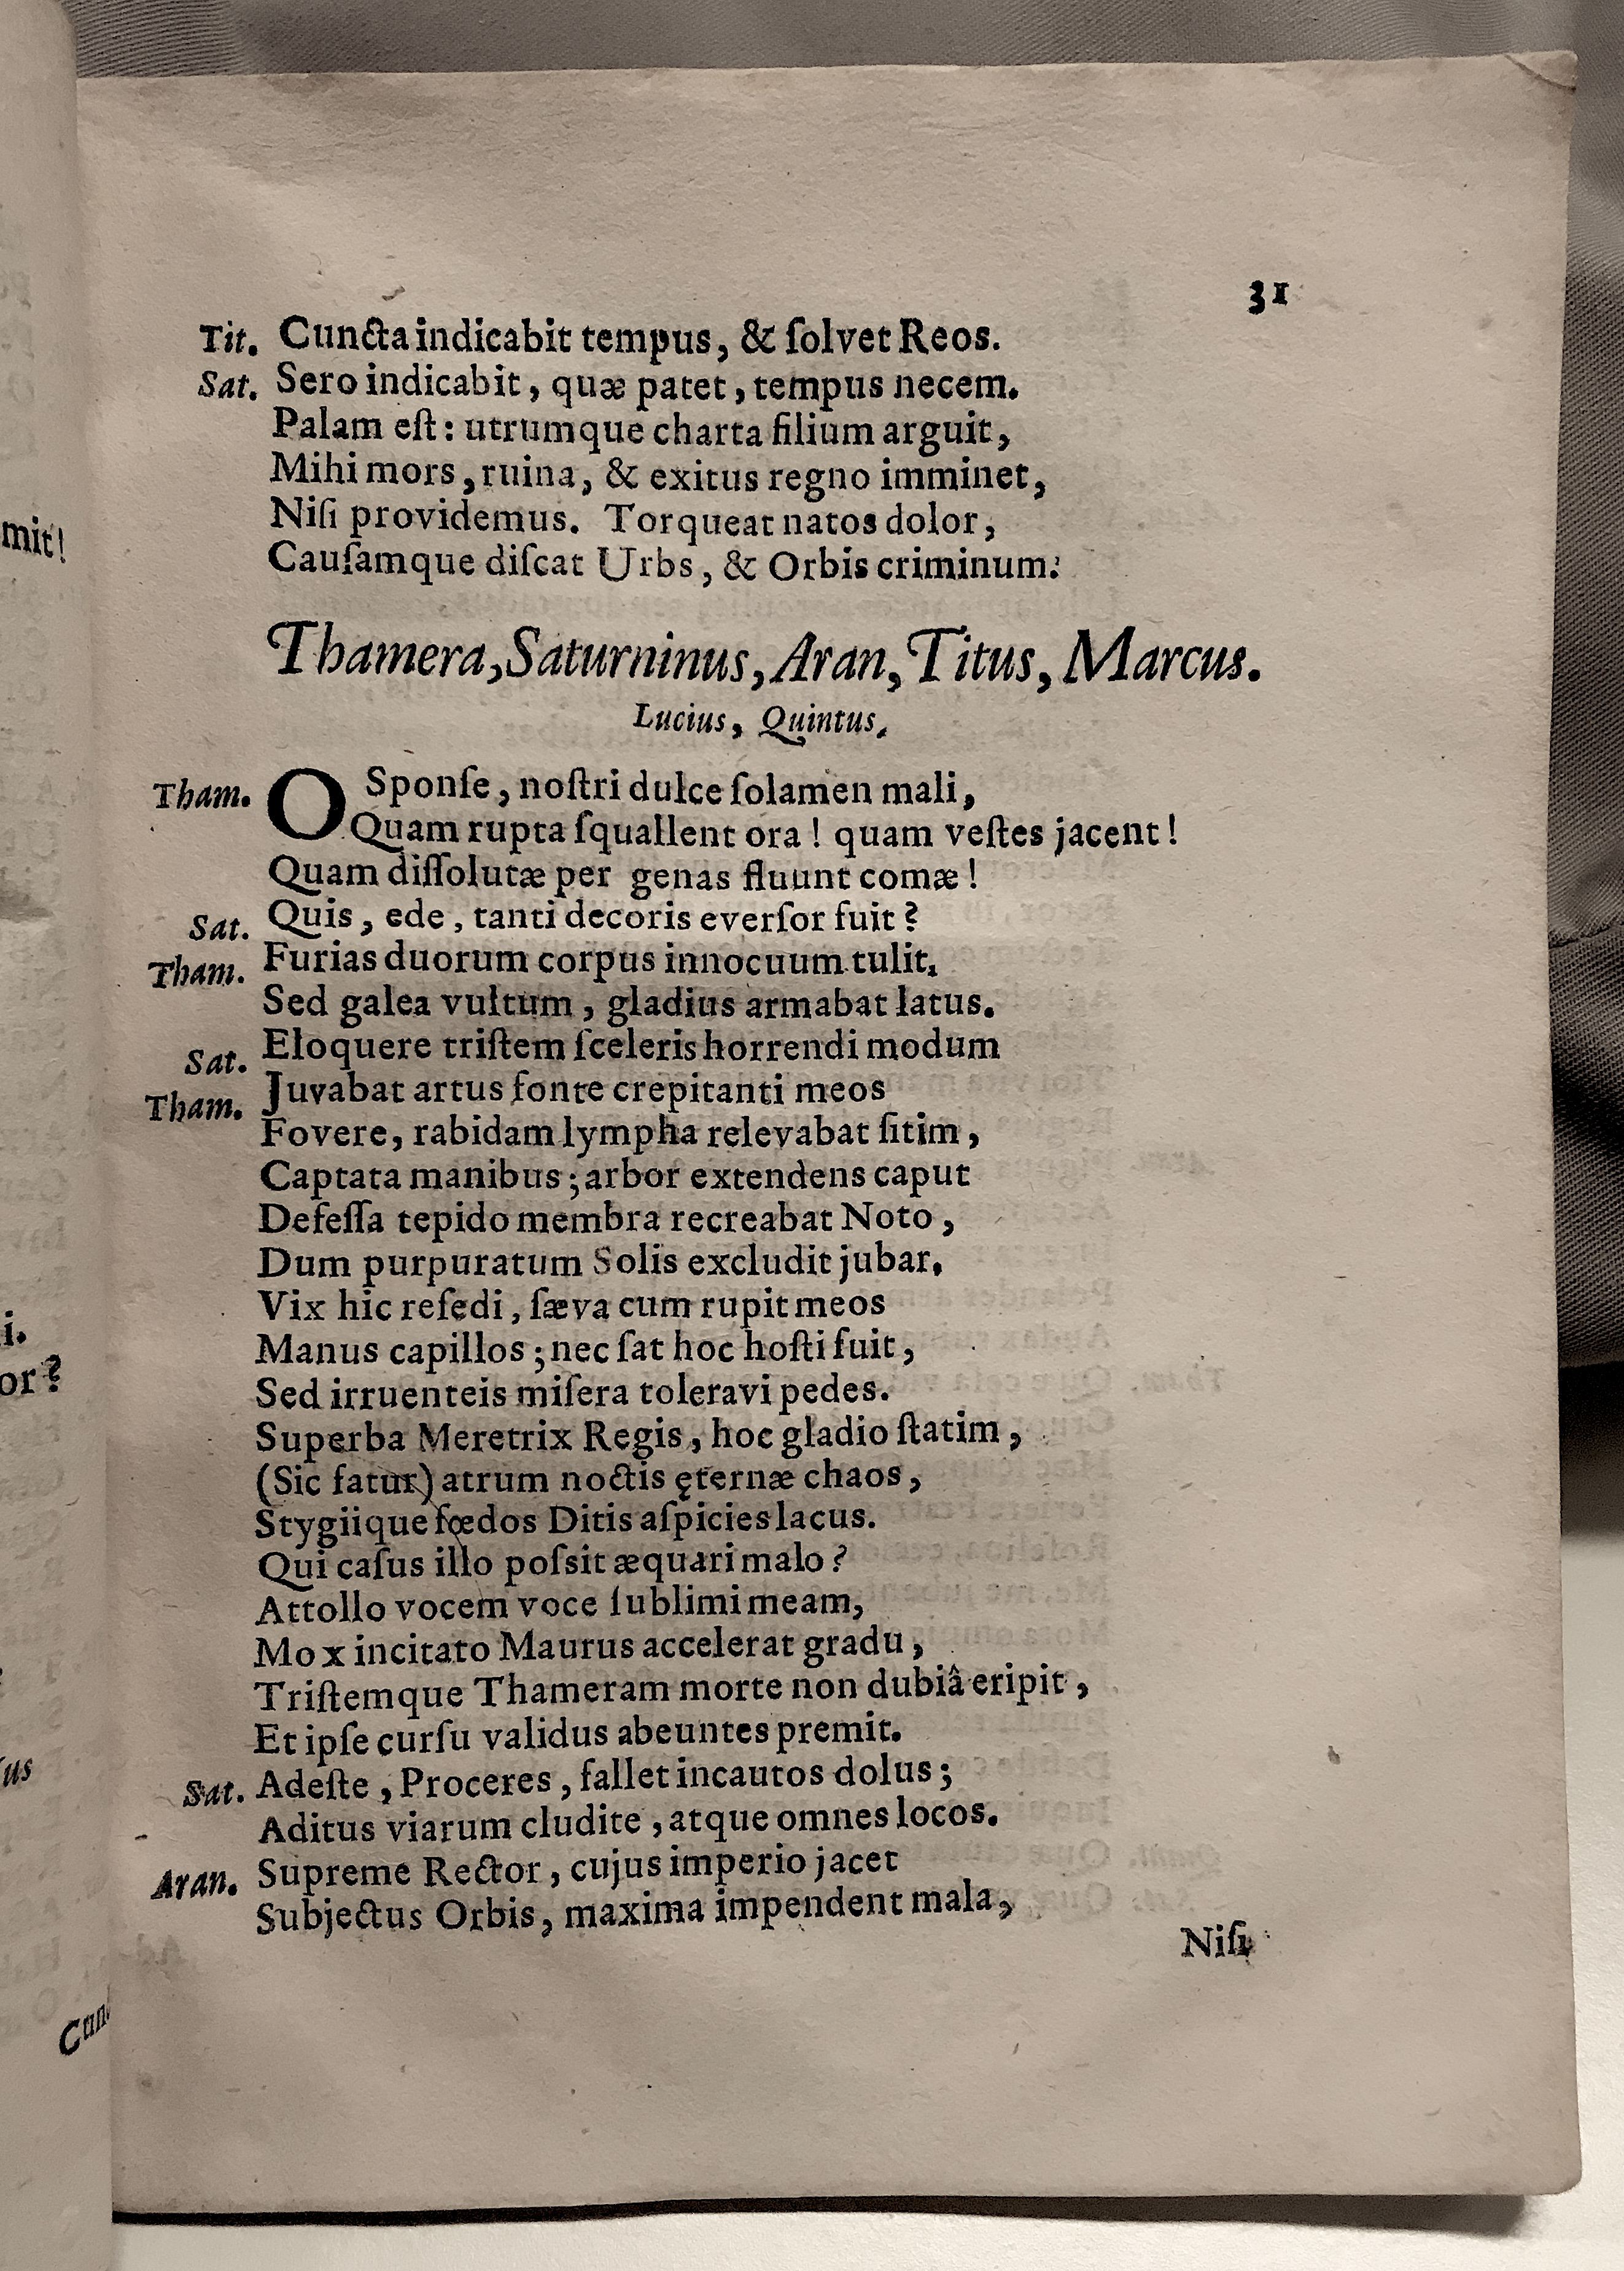 31
Tit. Cuncta indicabit tempus, & ſolvet Reos.
Sat. Sero indicabit, quæ patet, tempus necem.
Palam eſt: utrumque charta filium arguit,
Mihi mors, ruina, & exitus regno imminet,
Niſi providemus. Torqueat natos dolor,
Cauſamque diſcat Urbs, & Orbis criminum.
Thamera, Saturninus, Aran, Titus, Marcus.
Lucius, Quintus.
Tham. O Sponſe, noſtri dulce ſolamen mali,
Quam rupta ſquallent ora! quam veſtes jacent!
Quam diſſolutæ per genas fluunt comæ!
Sat. Quis, ede, tanti decoris everſor fuit?
Tham. Furias duorum corpus innocuum tulit.
Sed galea vultum, gladius armabat latus.
Sat. Eloquere triſtem ſceleris horrendi modum
Tham. Juvabat artus fonte crepitanti meos
Fovere, rabidam lympha relevabat ſitim,
Captata manibus; arbor extendens caput
Defeſſa tepido membra recreabat Noto,
Dum purpuratum Solis excludit jubar.
Vix hic reſedi, ſæva cum rupit meos
Manus capillos; nec ſat hoc hoſti fuit,
Sed irruenteis miſera toleravi pedes.
Superba Meretrix Regis, hoc gladio ſtatim,
(Sic fatur) atrum noctis ęternæ chaos,
Stygiique fœdos Ditis aſpicies lacus.
Qui caſus illo poſsit æquari malo?
Attollo vocem voce ſublimi meam,
Mox incitato Maurus accelerat gradu,
Triſtemque Thameram morte non dubiâ eripit,
Et ipſe curſu validus abeuntes premit.
Sat. Adeſte, Proceres, fallet incautos dolus;
Aditus viarum cludite, atque omnes locos.
Aran. Supreme Rector, cujus imperio jacet
Subjectus Orbis, maxima impendent mala,
Niſi
mit!
i.
or?
us